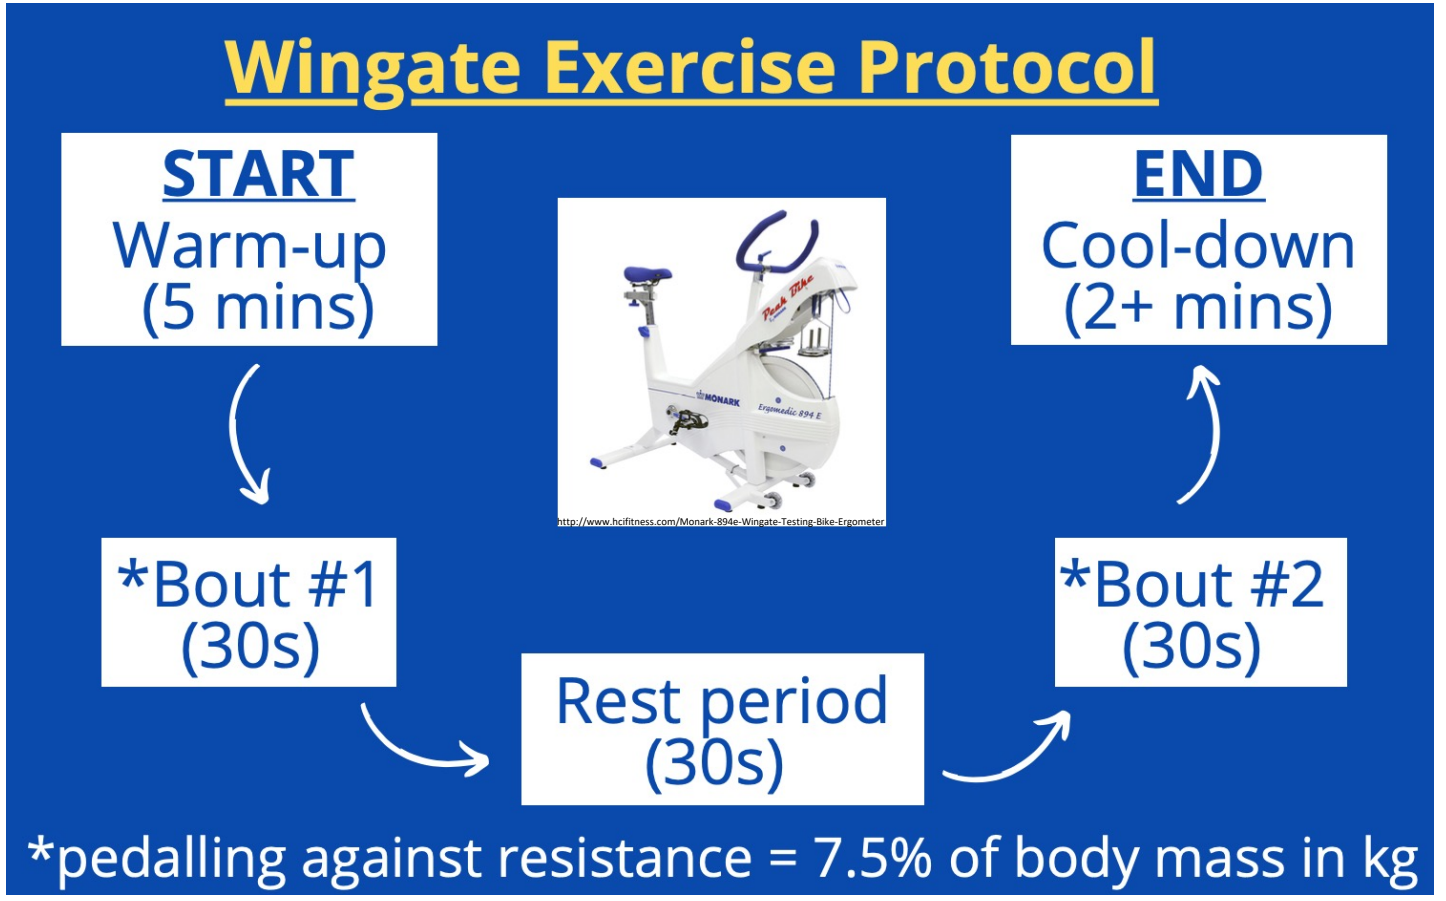 Wingate Exercise Protocol
START
Warm-up
(5 mins)
END
Cool-down
(2+ mins)
Peak Bike
MONARK
Ergomedic 894 E
http://www.hcifitness.com/Monark-894e-Wingate-Testing-Bike-Ergometer
*Bout #1
(30s)
Rest period
(30s)
*Bout #2
(30s)
*pedalling against resistance = 7.5% of body mass in kg